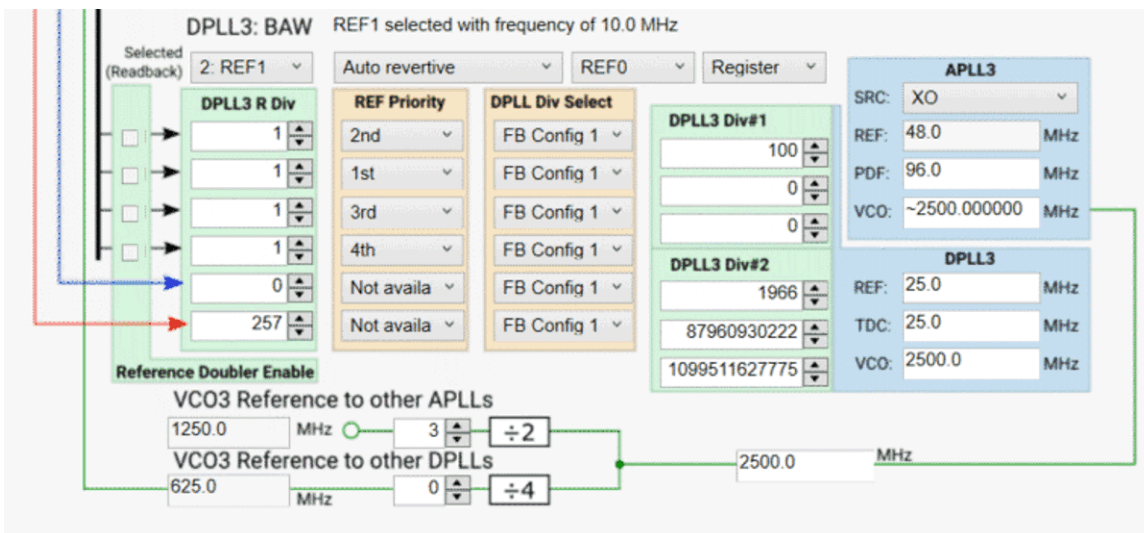 DPLL3: BAW REF1 selected with frequency of 10.0 MHz
Selected
(Readback) 2: REF1 Auto revertive REF0 Register
DPLL3 R Div REF Priority DPLL Div Select
1 2nd FB Config 1
1 1st FB Config 1
1 3rd FB Config 1
1 4th FB Config 1
0 Not availa FB Config 1
257 Not availa FB Config 1
Reference Doubler Enable
DPLL3 Div#1
100
0
0
DPLL3 Div#2
1966
87960930222
1099511627775
APLL3
SRC: XO
REF: 48.0 MHz
PDF: 96.0 MHz
VCO: ~2500.000000 MHz
DPLL3
REF: 25.0 MHz
TDC: 25.0 MHz
VCO: 2500.0 MHz
VCO3 Reference to other APLLs
1250.0 MHz 3 ÷2
VCO3 Reference to other DPLLs
625.0 MHz 0 ÷4
2500.0 MHz